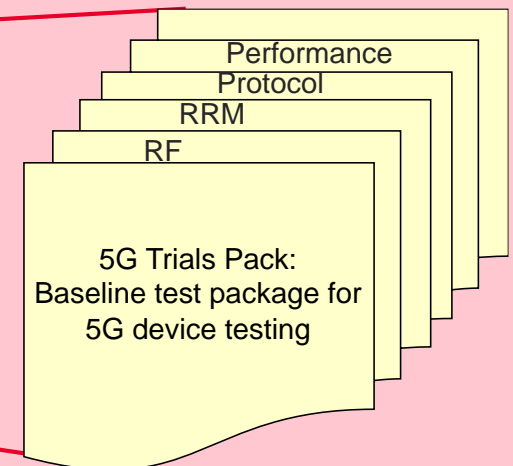 Performance
Protocol
RRM
RF
5G Trials Pack:
Baseline test package for
5G device testing